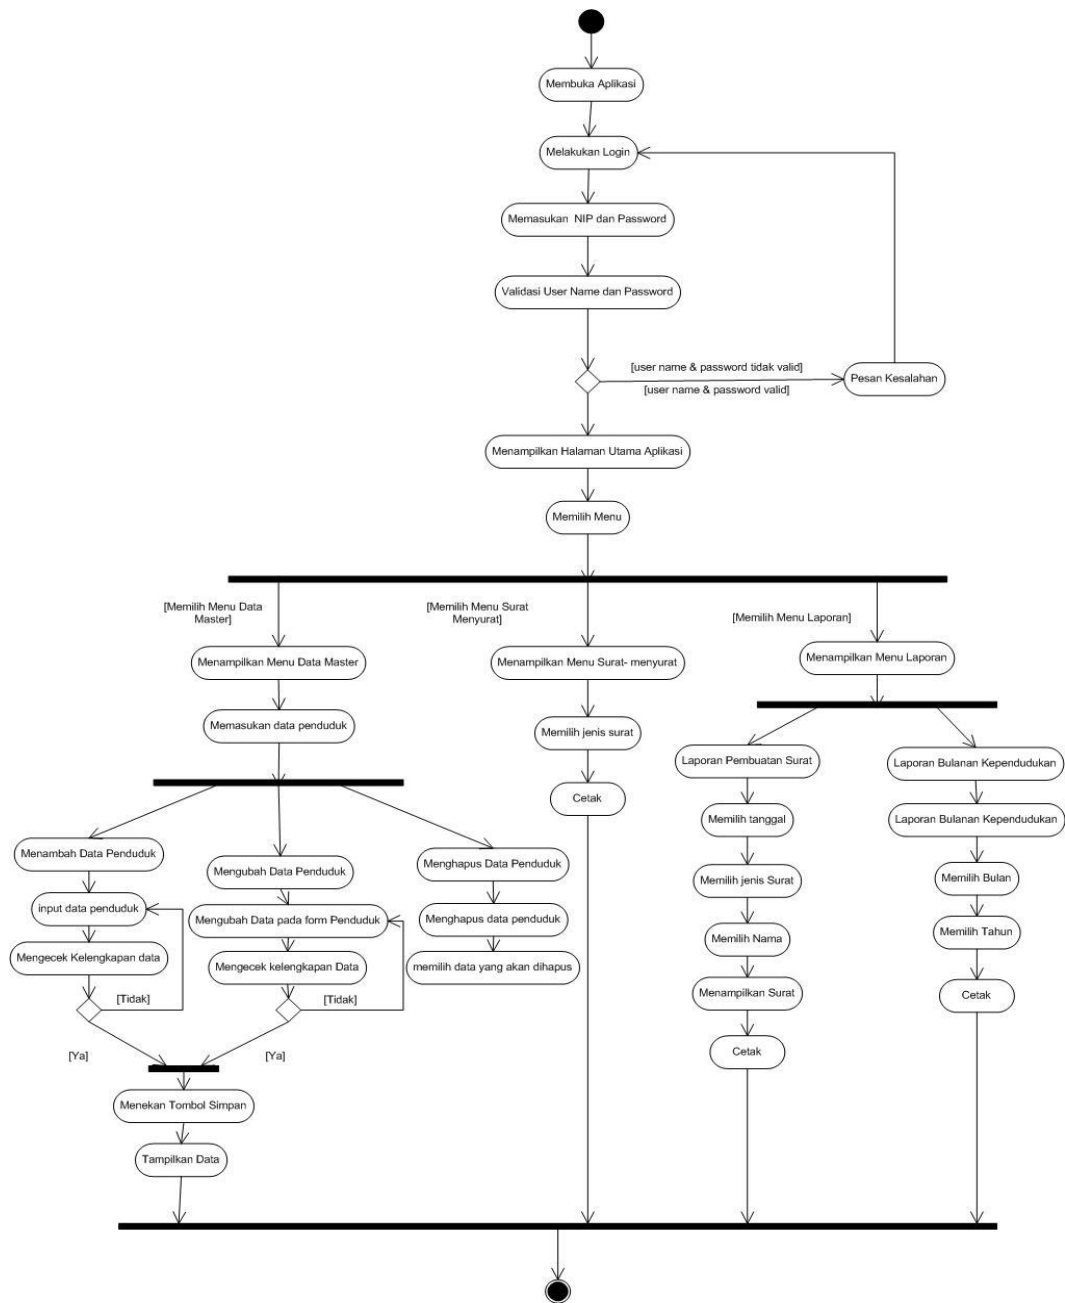 Membuka Aplikasi
Melakukan Login
Memasukan  NIP dan Password
Validasi User Name dan Password
[user name & password tidak valid]
[user name & password valid]
Pesan Kesalahan
Menampilkan Halaman Utama Aplikasi
Memilih Menu
[Memilih Menu Data
Master]
[Memilih Menu Surat
Menyurat]
[Memilih Menu Laporan]
Menampilkan Menu Data Master
Menampilkan Menu Surat- menyurat
Menampilkan Menu Laporan
Memasukan data penduduk
Memilih jenis surat
Cetak
Menambah Data Penduduk
input data penduduk
Mengecek Kelengkapan data
[Tidak]
[Ya]
Mengubah Data Penduduk
Mengubah Data pada form Penduduk
Mengecek kelengkapan Data
[Tidak]
[Ya]
Menghapus Data Penduduk
Menghapus data penduduk
memilih data yang akan dihapus
Menekan Tombol Simpan
Tampilkan Data
Laporan Pembuatan Surat
Memilih tanggal
Memilih jenis Surat
Memilih Nama
Menampilkan Surat
Cetak
Laporan Bulanan Kependudukan
Laporan Bulanan Kependudukan
Memilih Bulan
Memilih Tahun
Cetak